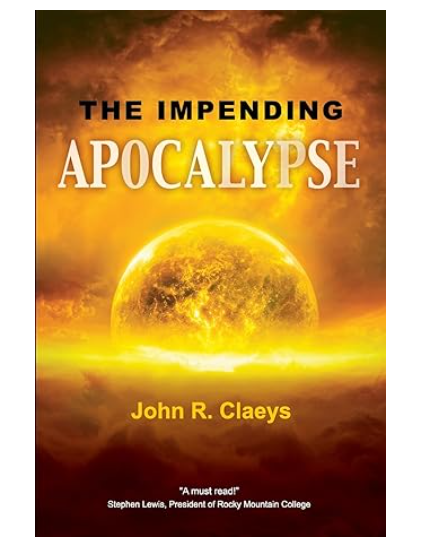 THE IMPENDING
APOCALYPSE
John R. Claeys
"A must read!"
Stephen Lewis, President of Rocky Mountain College